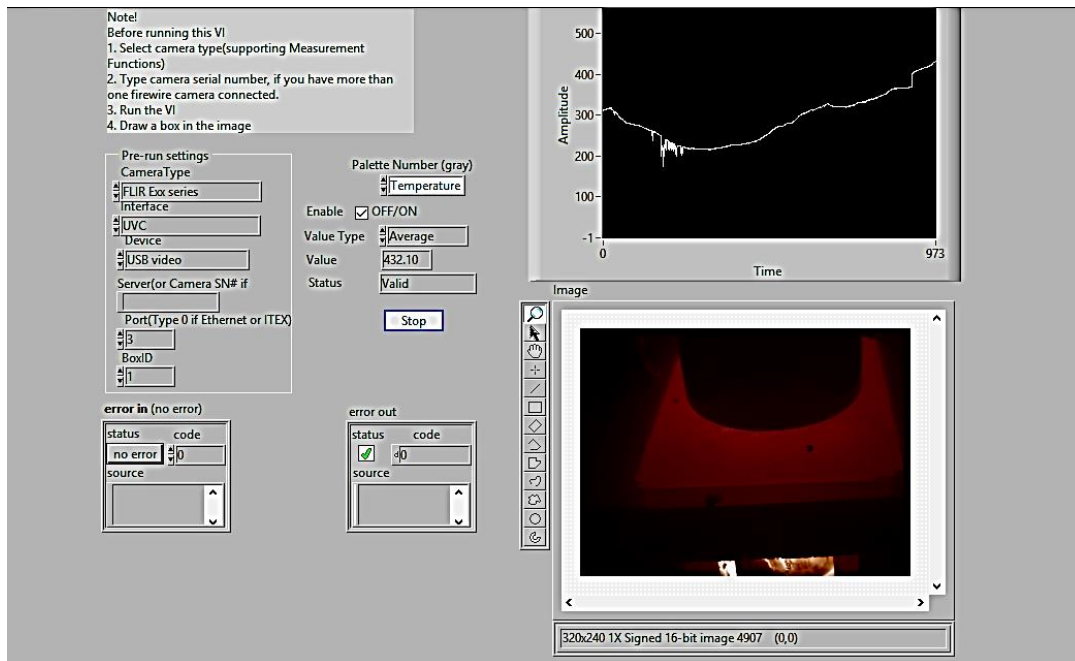 Note!
Before running this VI
1. Select camera type(supporting Measurement
Functions)
2. Type camera serial number, if you have more than
one firewire camera connected.
3. Run the VI
4. Draw a box in the image
Pre-run settings
CameraType
FLIR Exx series
Interface
UVC
Device
USB video
Server(or Camera SN# if
Port(Type 0 if Ethernet or ITEX)
3
BoxID
1
Palette Number (gray)
Temperature
Enable OFF/ON
Value Type Average
Value 432.10
Status Valid
Stop
error in (no error)
status code
no error 0
source
error out
status code
d0
source
500
400
300
200
100
-1
Amplitude
0 973
Time
Image
320x240 1X Signed 16-bit image 4907 (0,0)